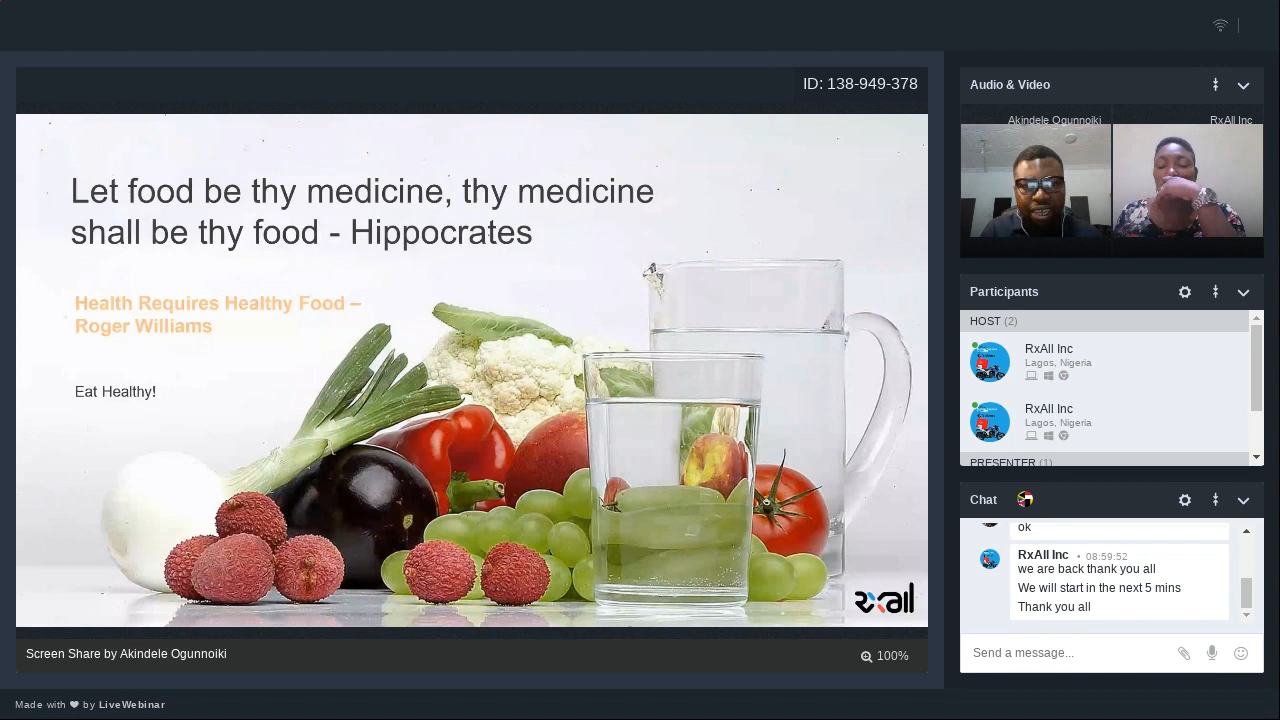 ID: 138-949-378
Let food be thy medicine, thy medicine
shall be thy food - Hippocrates
Health Requires Healthy Food –
Roger Williams
Eat Healthy!
rxall
Screen Share by Akindele Ogunnoiki
100%
Made with by LiveWebinar
Audio & Video
Akindele Ogunnoiki
RxAll Inc
Participants
HOST (2)
RxAll Inc
Lagos, Nigeria
RxAll Inc
Lagos, Nigeria
PRESENTER (1)
Chat
ok
RxAll Inc • 08:59:52
we are back thank you all
We will start in the next 5 mins
Thank you all
Send a message...